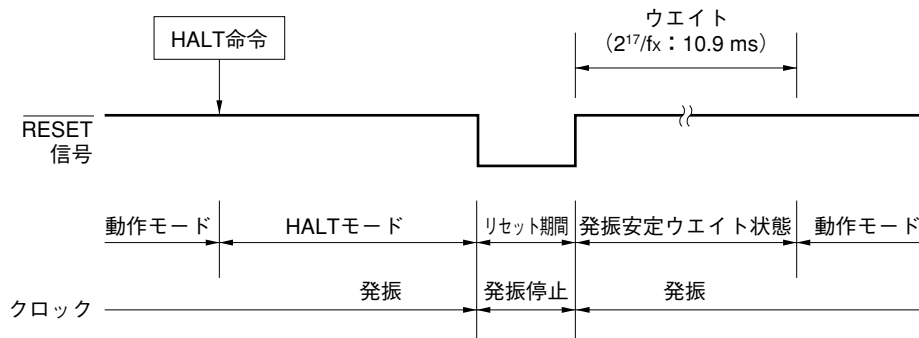 ウエイト
（2¹⁷/fx：10.9 ms）
HALT命令
RESET
信号
動作モード HALTモード リセット期間 発振安定ウエイト状態 動作モード
クロック 発振 発振停止 発振